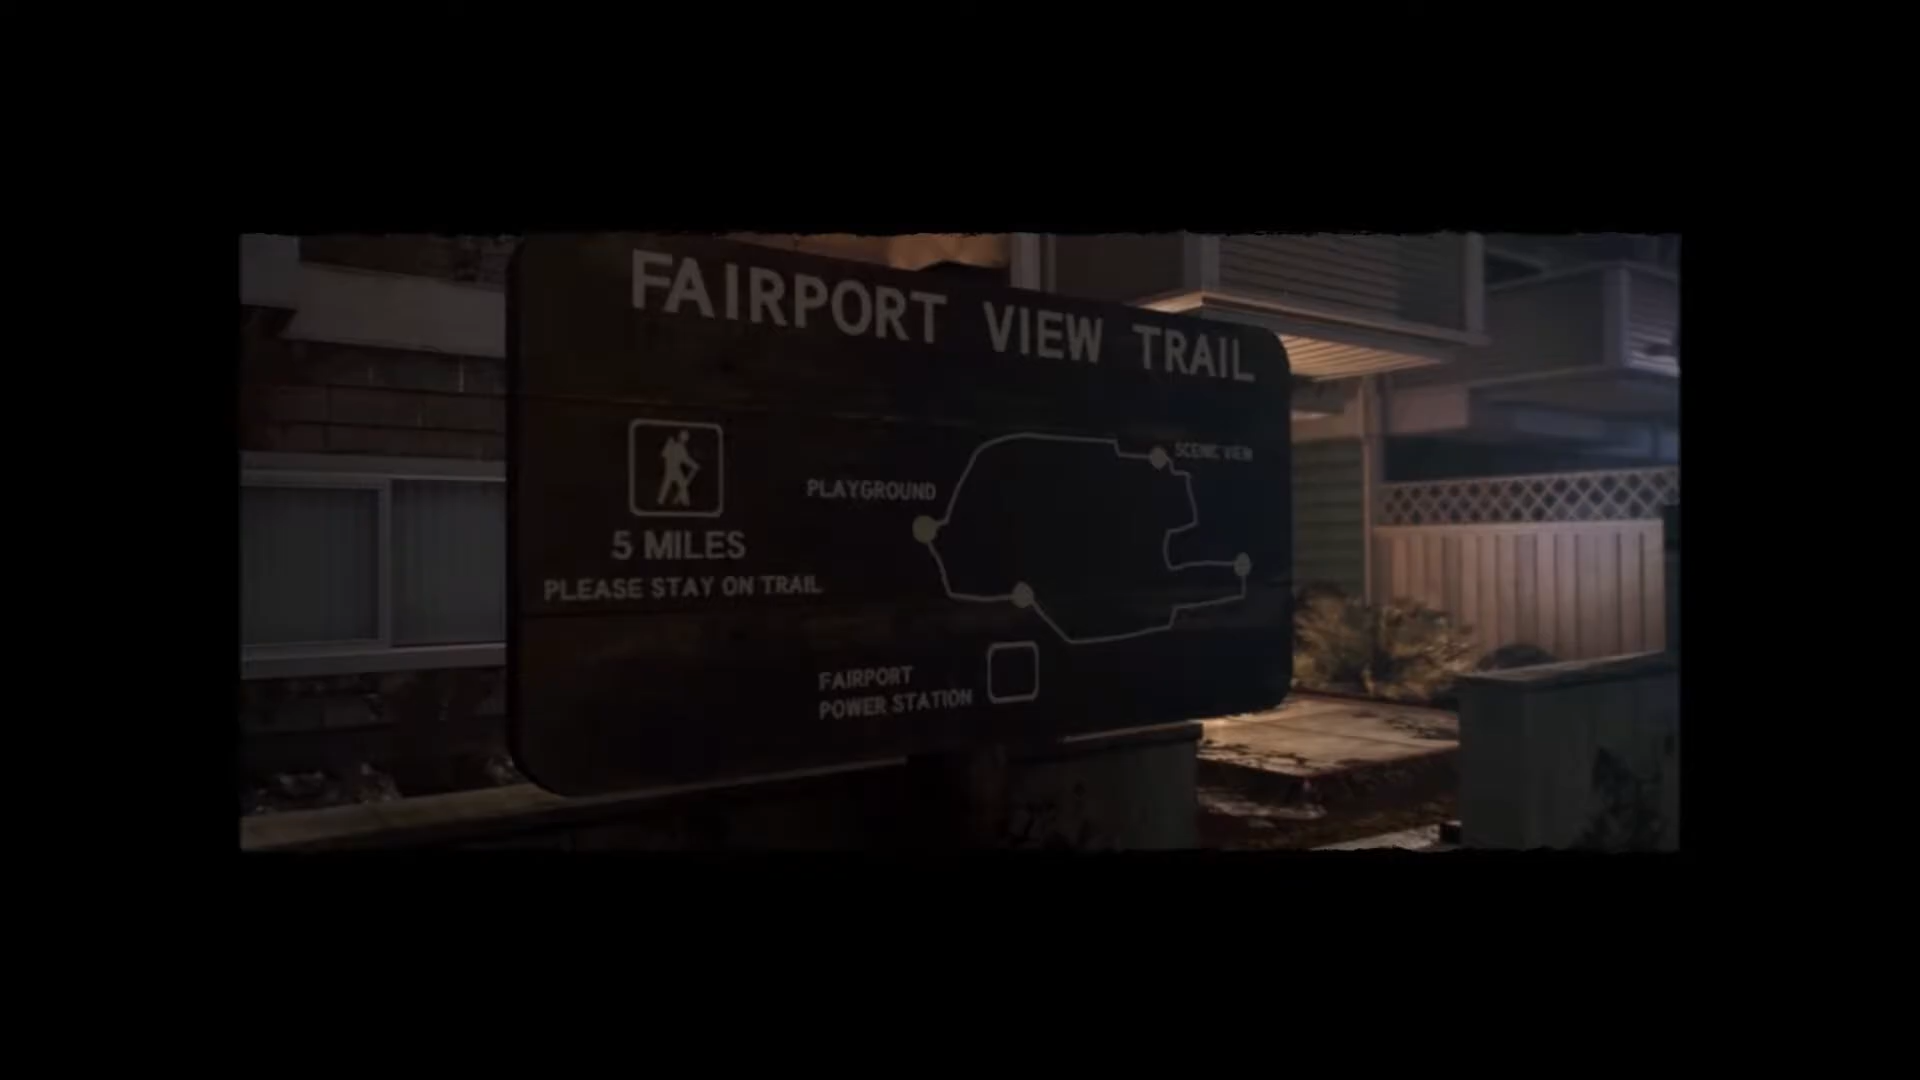 FAIRPORT VIEW TRAIL
SCENIC VIEW
PLAYGROUND
5 MILES
PLEASE STAY ON TRAIL
FAIRPORT
POWER STATION